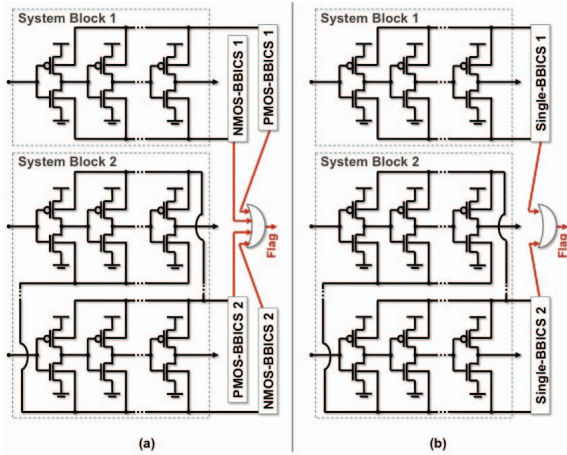 System Block 1
NMOS-BBICS 1
PMOS-BBICS 1
System Block 2
Flag
PMOS-BBICS 2
NMOS-BBICS 2
(a)
System Block 1
Single-BBICS 1
System Block 2
Flag
Single-BBICS 2
(b)